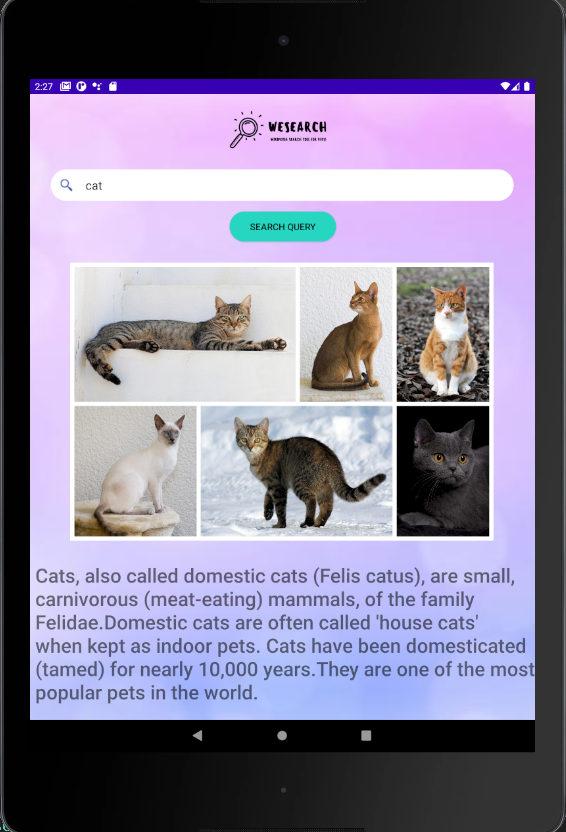 2:27
WESEARCH
WIKIPEDIA SEARCH TOOL FOR KIDS!
cat
SEARCH QUERY
Cats, also called domestic cats (Felis catus), are small,
carnivorous (meat-eating) mammals, of the family
Felidae.Domestic cats are often called 'house cats'
when kept as indoor pets. Cats have been domesticated
(tamed) for nearly 10,000 years.They are one of the most
popular pets in the world.